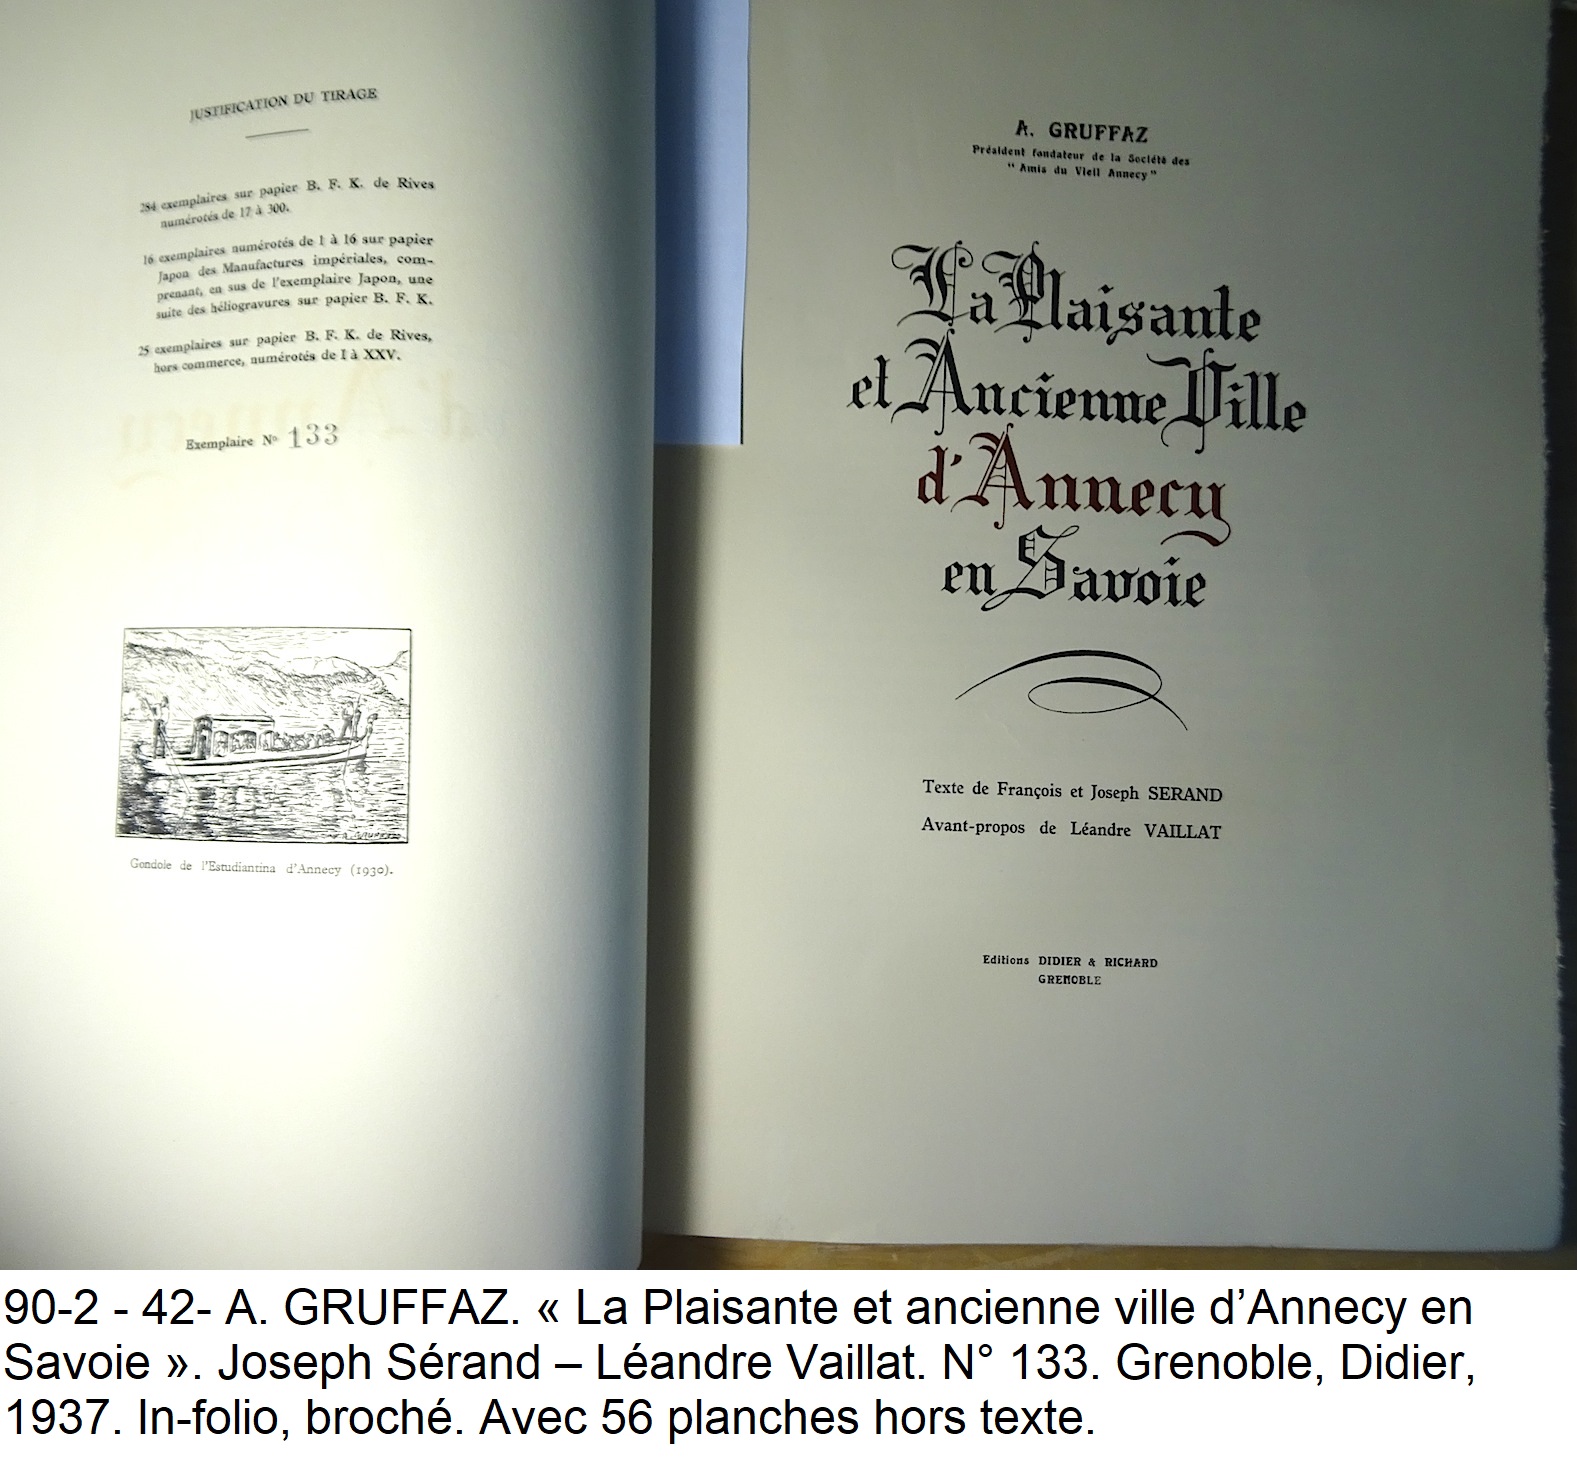 JUSTIFICATION DU TIRAGE
284 exemplaires sur papier B. F. K. de Rives
numérotés de 17 à 300.
16 exemplaires numérotés de 1 à 16 sur papier
Japon des Manufactures impériales, com-
prenant, en sus de l'exemplaire Japon, une
suite des héliogravures sur papier B. F. K.
25 exemplaires sur papier B. F. K. de Rives,
hors commerce, numérotés de I à XXV.
Exemplaire N° 133
Gondole de l'Estudiantina d'Annecy (1930).
A. GRUFFAZ
Président fondateur de la Société des
"Amis du Vieil Annecy"
La Plaisante
et Ancienne Ville
d'Annecy
en Savoie
Texte de François et Joseph SERAND
Avant-propos de Léandre VAILLAT
Editions DIDIER & RICHARD
GRENOBLE
90-2 - 42- A. GRUFFAZ. « La Plaisante et ancienne ville d’Annecy en
Savoie ». Joseph Sérand – Léandre Vaillat. N° 133. Grenoble, Didier,
1937. In-folio, broché. Avec 56 planches hors texte.